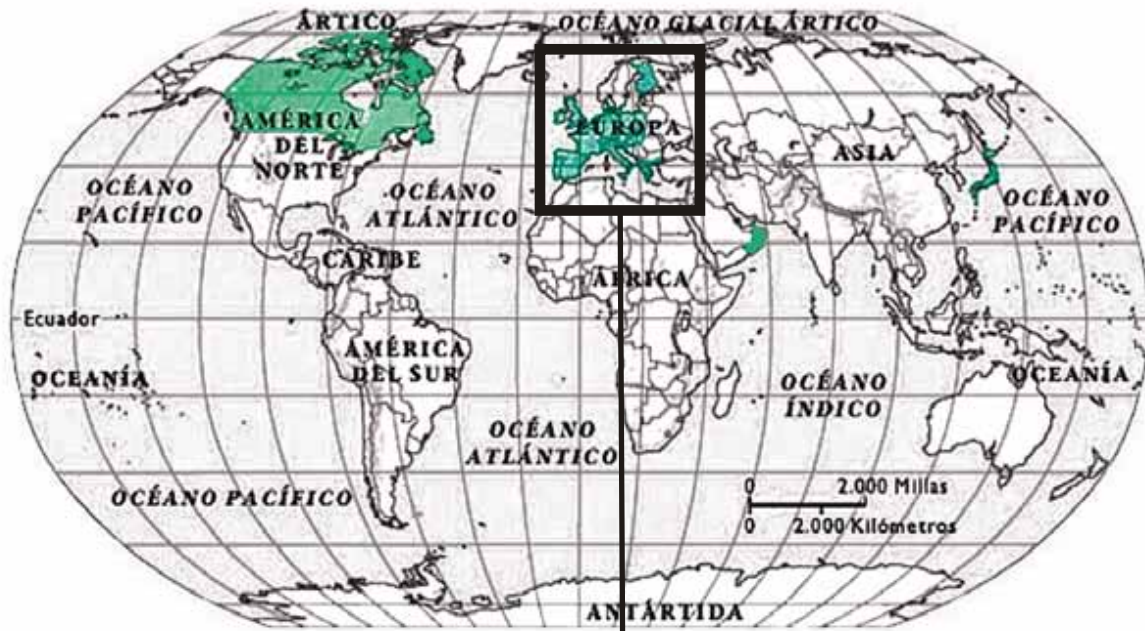 ÁRTICO
OCÉANO GLACIAL ÁRTICO
AMÉRICA
DEL
NORTE
EUROPA
ASIA
OCÉANO
PACÍFICO
OCÉANO
ATLÁNTICO
OCÉANO
PACÍFICO
CARIBE
ÁFRICA
Ecuador
AMÉRICA
DEL SUR
OCEANÍA
OCÉANO
ÍNDICO
OCEANÍA
OCÉANO
ATLÁNTICO
OCÉANO PACÍFICO
0 2.000 Millas
0 2.000 Kilómetros
ANTÁRTIDA